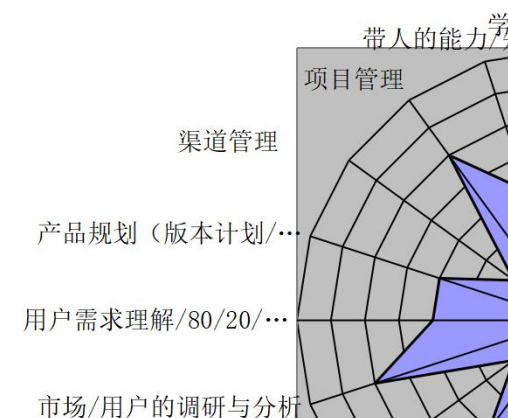 学
带人的能力/
项目管理
渠道管理
产品规划（版本计划/…
用户需求理解/80/20/…
市场/用户的调研与分析